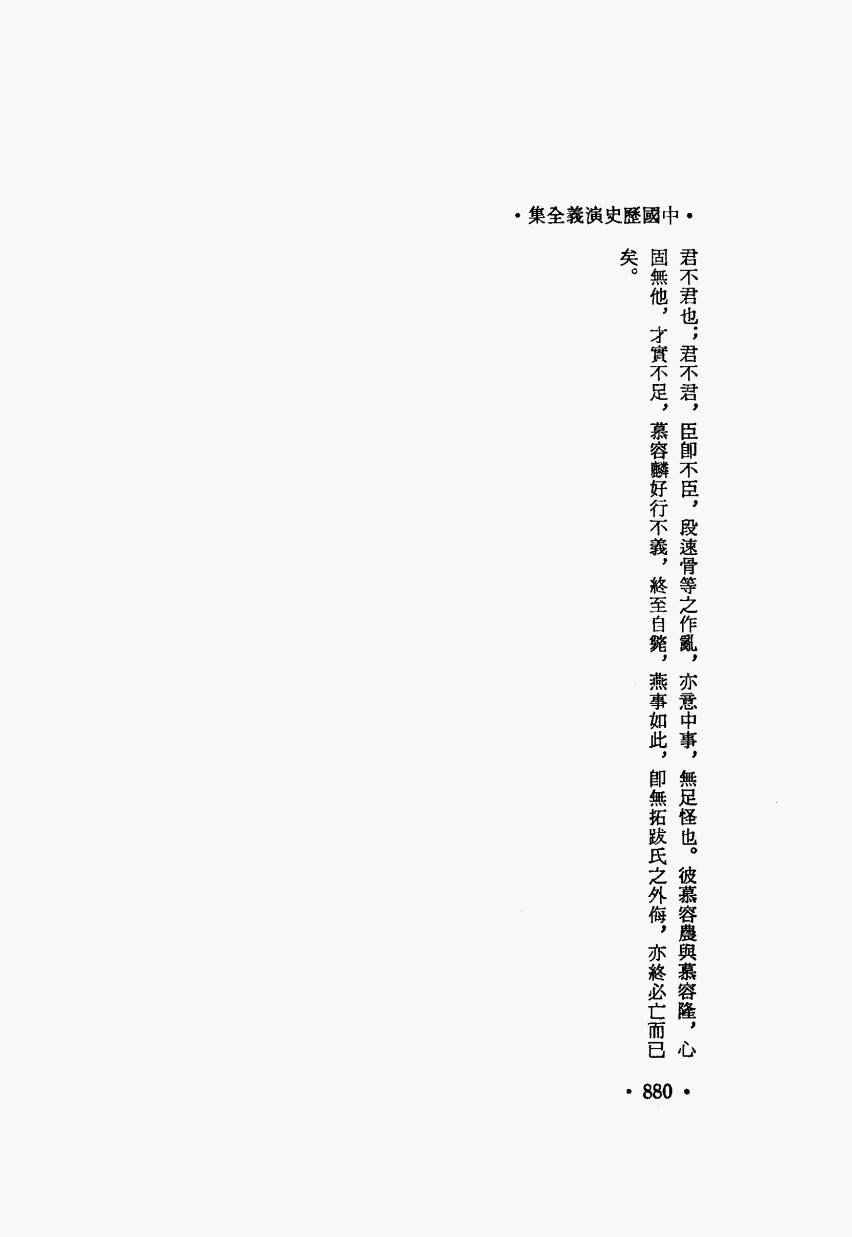 •中國歷史演義全集•
君不君也；君不君，臣卽不臣，段速骨等之作亂，亦意中事，無足怪也。彼慕容農與慕容隆，心
固無他，才實不足，慕容麟好行不義，終至自斃，燕事如此，卽無拓跋氏之外侮，亦終必亡而已
矣。
• 880 •